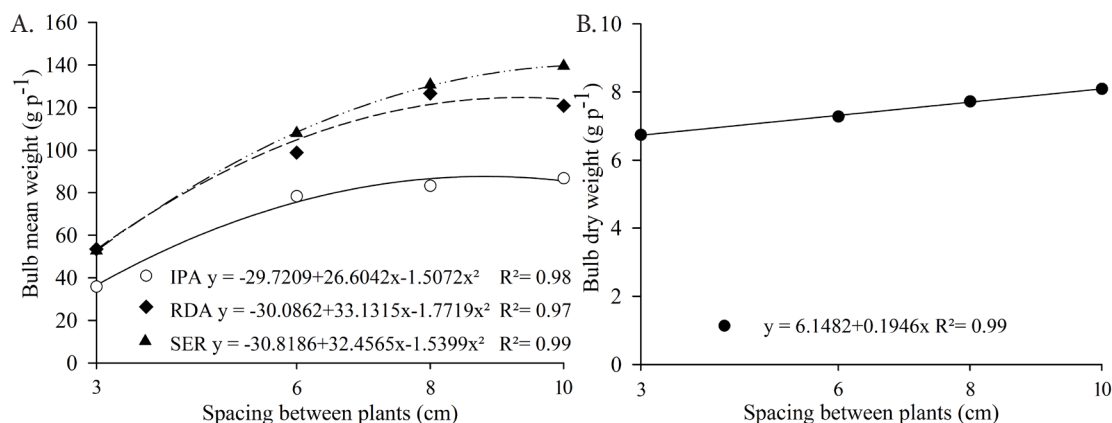 A.
Bulb mean weight (g p⁻¹)
160
140
120
100
80
60
40
20
0
IPA y = -29.7209+26.6042x-1.5072x² R²= 0.98
RDA y = -30.0862+33.1315x-1.7719x² R²= 0.97
SER y = -30.8186+32.4565x-1.5399x² R²= 0.99
3 6 8 10
Spacing between plants (cm)
B.
Bulb dry weight (g p⁻¹)
10
8
6
4
2
0
y = 6.1482+0.1946x R²= 0.99
3 6 8 10
Spacing between plants (cm)